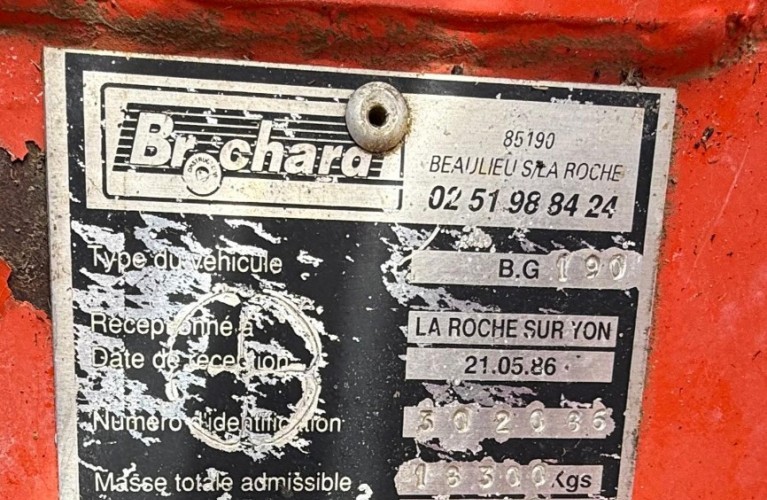 Brochard
85190
BEAULIEU S/LA ROCHE
02 51 98 84 24
Type du véhicule B.G 190
Réceptionné à LA ROCHE SUR YON
Date de réception 21.05.86
Numéro d'identification
Masse totale admissible Kgs